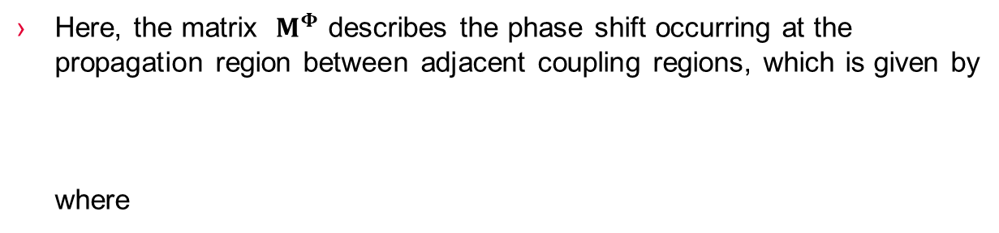 › Here, the matrix 𝐌^𝚽 describes the phase shift occurring at the
propagation region between adjacent coupling regions, which is given by
where